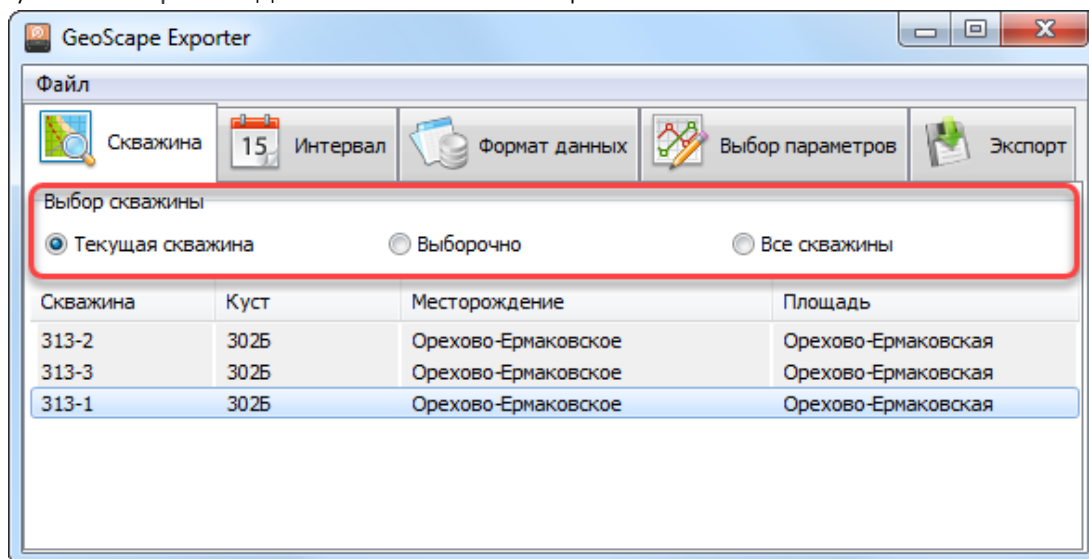 GeoScape Exporter
Файл
Скважина 15 Интервал Формат данных Выбор параметров Экспорт
Выбор скважины
Текущая скважина Выборочно Все скважины
Скважина Куст Месторождение Площадь
313-2 302Б Орехово-Ермаковское Орехово-Ермаковская
313-3 302Б Орехово-Ермаковское Орехово-Ермаковская
313-1 302Б Орехово-Ермаковское Орехово-Ермаковская